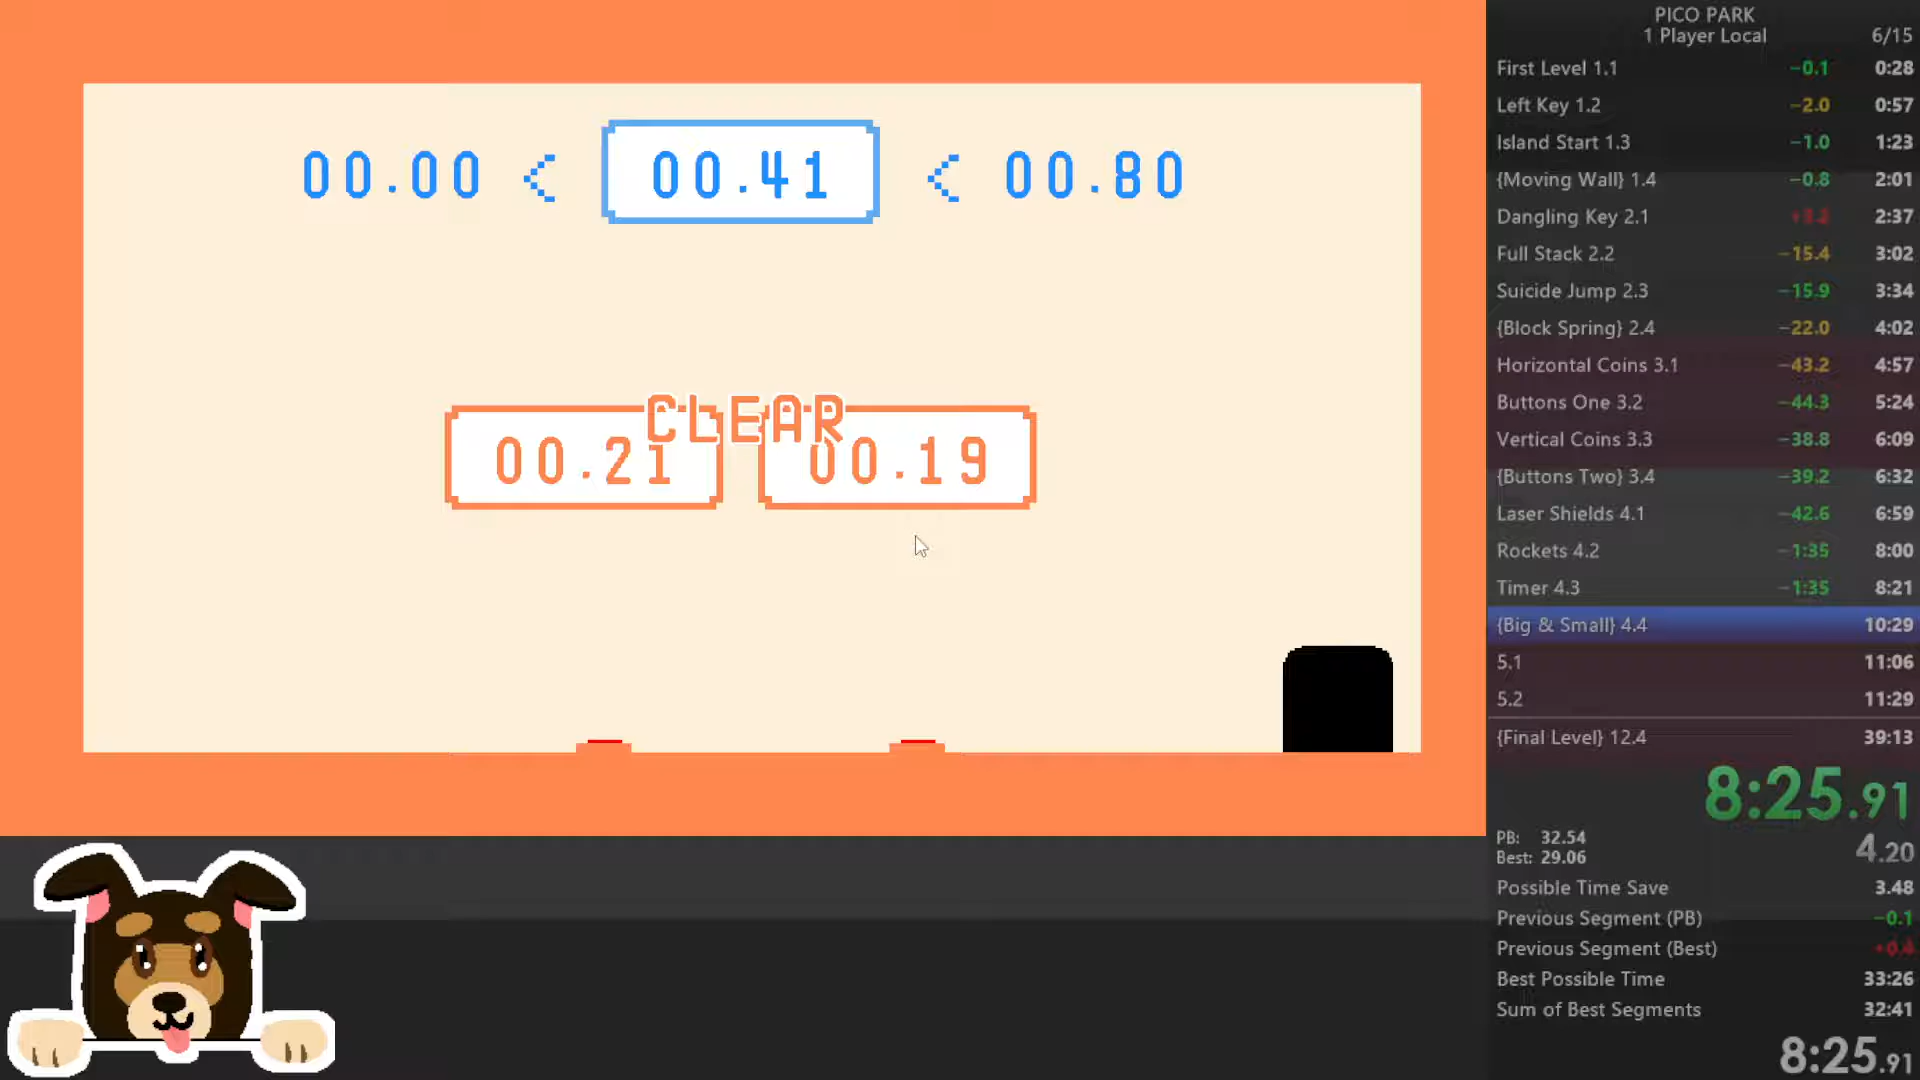 00.00 < 00.41 < 00.80
CLEAR
00.21 00.19
PICO PARK
1 Player Local 6/15
First Level 1.1 −0.1 0:28
Left Key 1.2 −2.0 0:57
Island Start 1.3 −1.0 1:23
{Moving Wall} 1.4 −0.8 2:01
Dangling Key 2.1 +3.2 2:37
Full Stack 2.2 −15.4 3:02
Suicide Jump 2.3 −15.9 3:34
{Block Spring} 2.4 −22.0 4:02
Horizontal Coins 3.1 −43.2 4:57
Buttons One 3.2 −44.3 5:24
Vertical Coins 3.3 −38.8 6:09
{Buttons Two} 3.4 −39.2 6:32
Laser Shields 4.1 −42.6 6:59
Rockets 4.2 −1:35 8:00
Timer 4.3 −1:35 8:21
{Big & Small} 4.4 10:29
5.1 11:06
5.2 11:29
{Final Level} 12.4 39:13
8:25.91
PB: 32.54
Best: 29.06
4.20
Possible Time Save 3.48
Previous Segment (PB) −0.1
Previous Segment (Best) +0.4
Best Possible Time 33:26
Sum of Best Segments 32:41
8:25.91